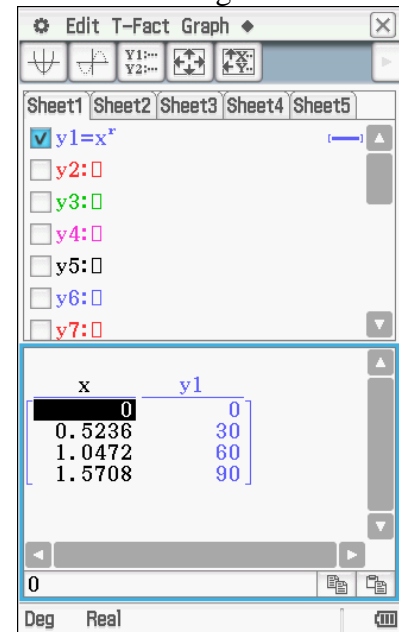 Edit T-Fact Graph ◆
Y1:··· Y2:···
Sheet1 Sheet2 Sheet3 Sheet4 Sheet5
y1=xʳ
y2:▯
y3:▯
y4:▯
y5:▯
y6:▯
y7:▯
x y1
0 0
0.5236 30
1.0472 60
1.5708 90
0
Deg Real